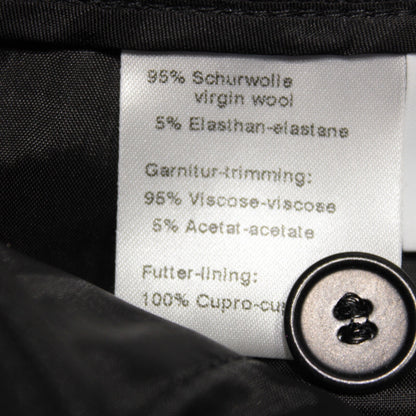 95% Schurwolle
virgin wool
5% Elasthan-elastane
Garnitur-trimming:
95% Viscose-viscose
5% Acetat-acetate
Futter-lining:
100% Cupro-cu